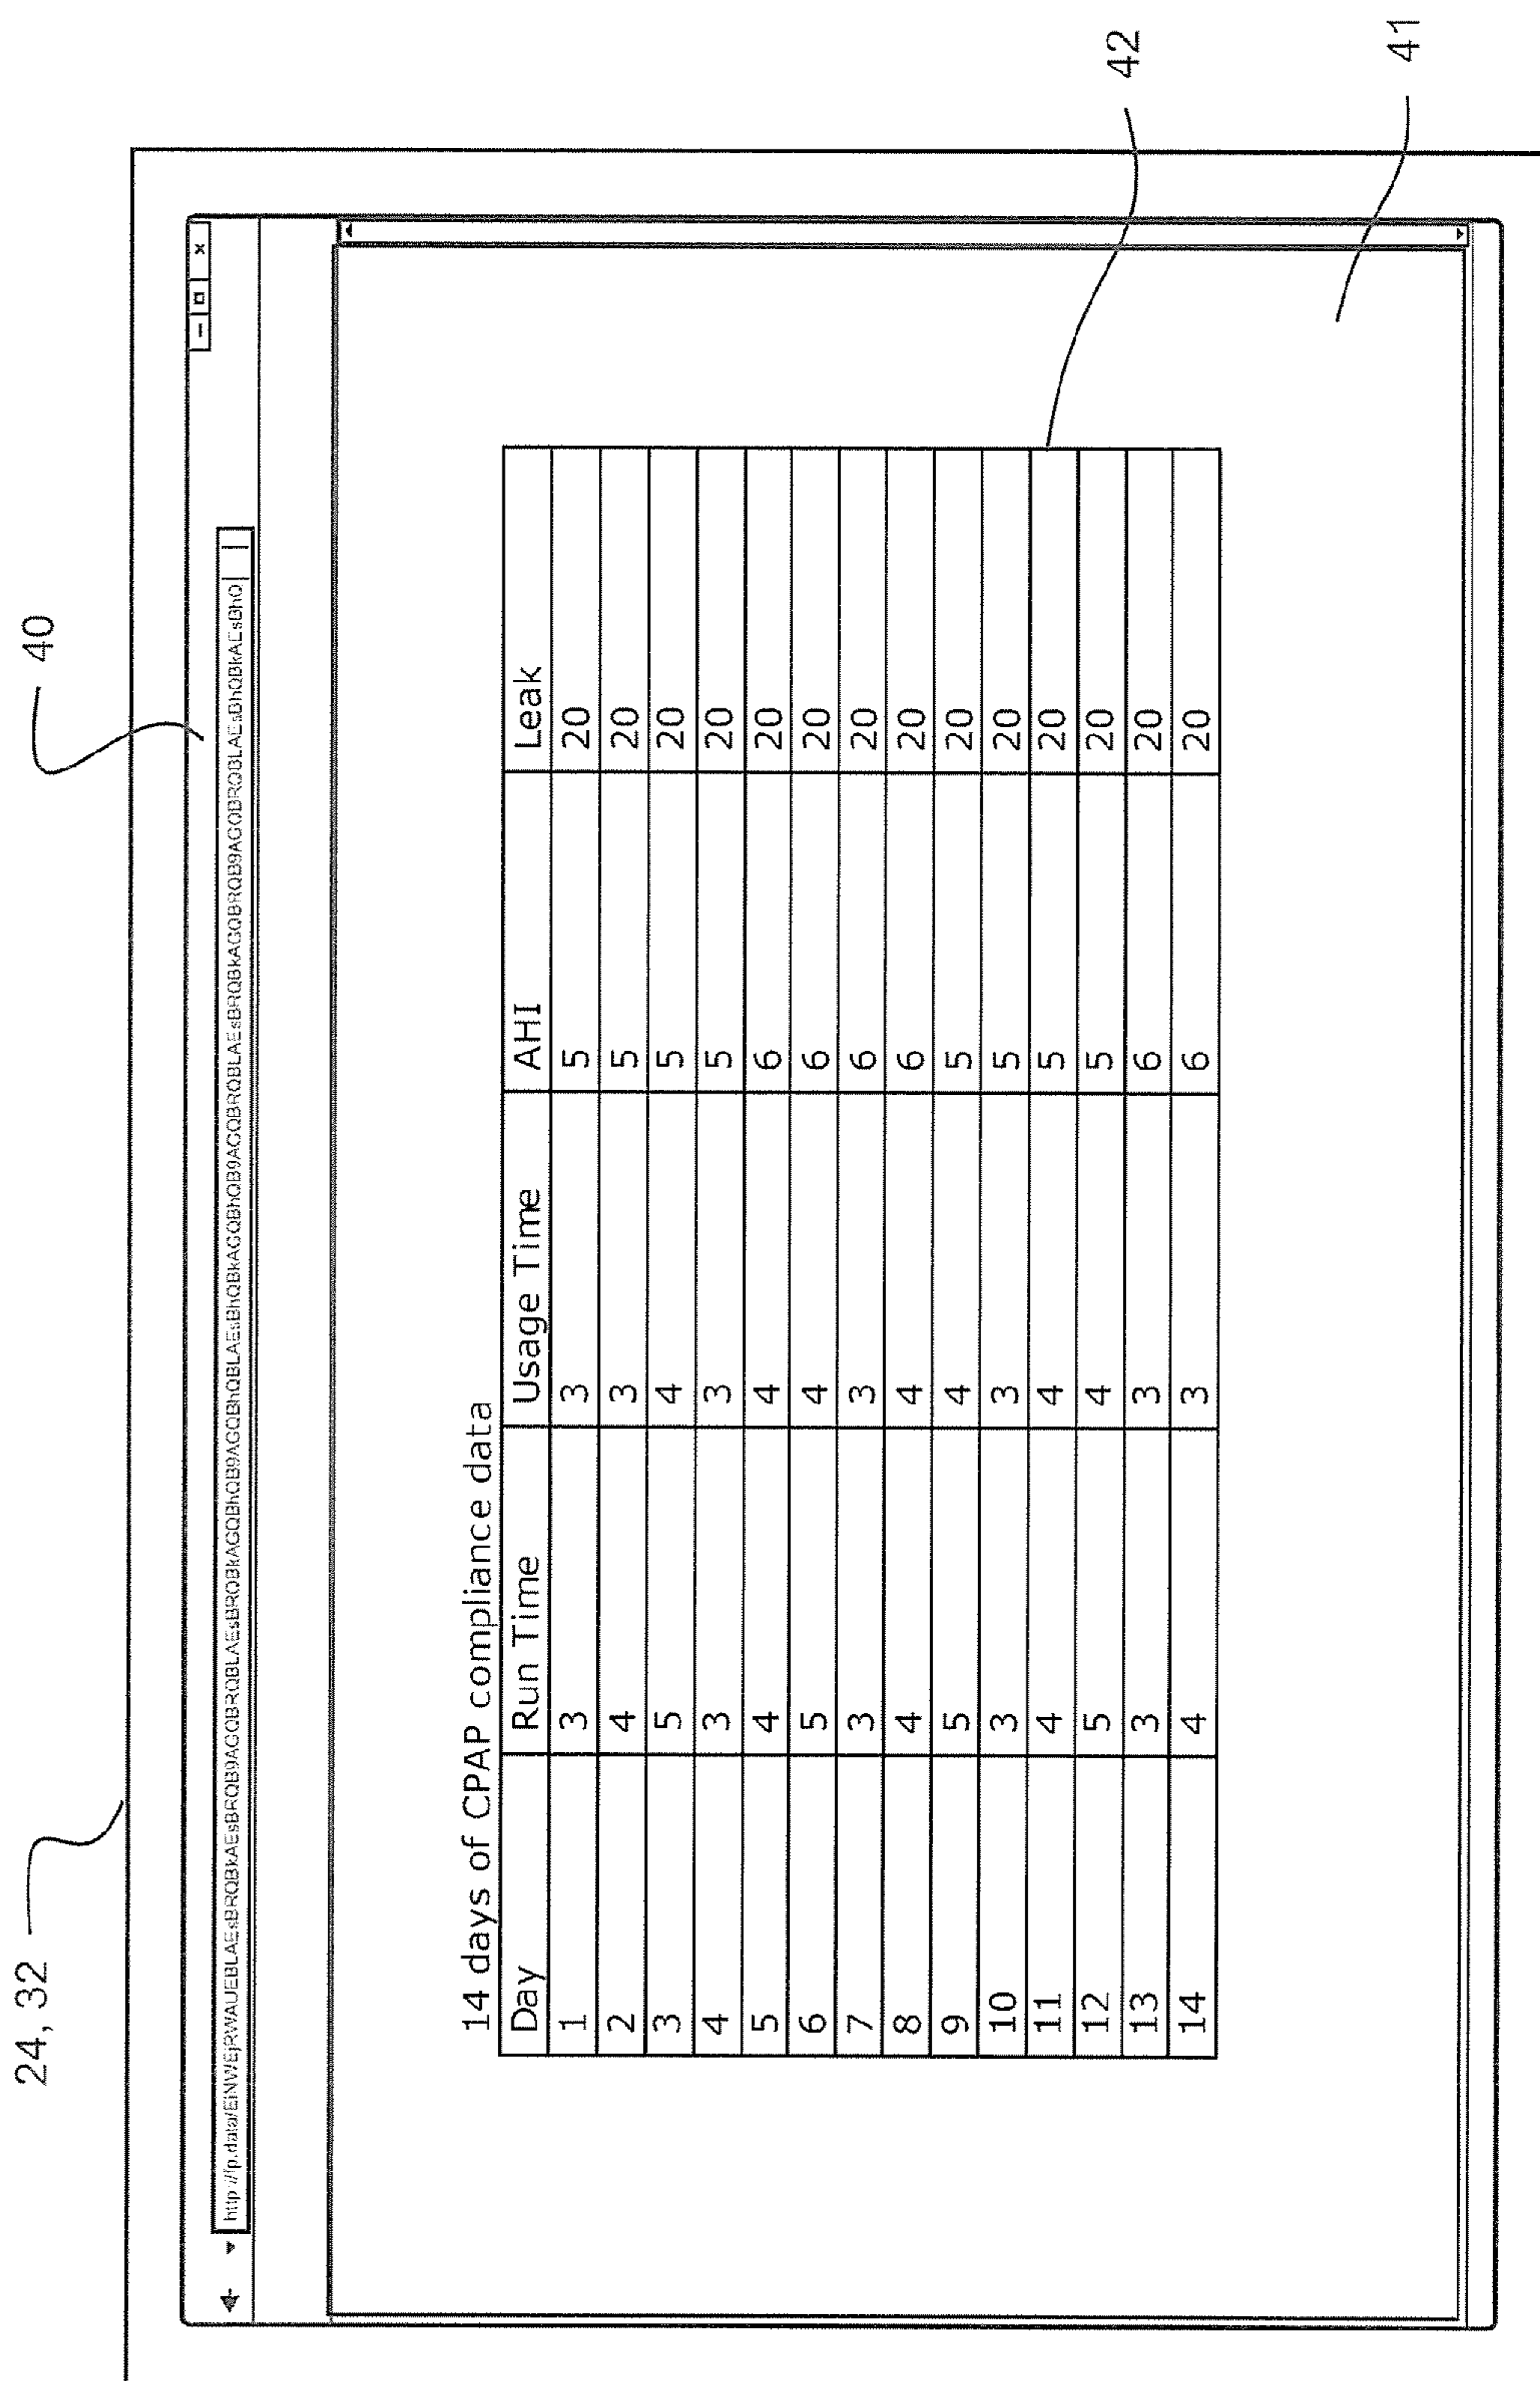 24, 32
40
14 days of CPAP compliance data
Day Run Time Usage Time AHI Leak
1 3 3 5 20
2 4 3 5 20
3 5 4 5 20
4 3 3 5 20
5 4 4 6 20
6 5 4 6 20
7 3 3 6 20
8 4 4 6 20
9 5 4 5 20
10 3 3 5 20
11 4 4 5 20
12 5 4 5 20
13 3 3 6 20
14 4 3 6 20
42
41